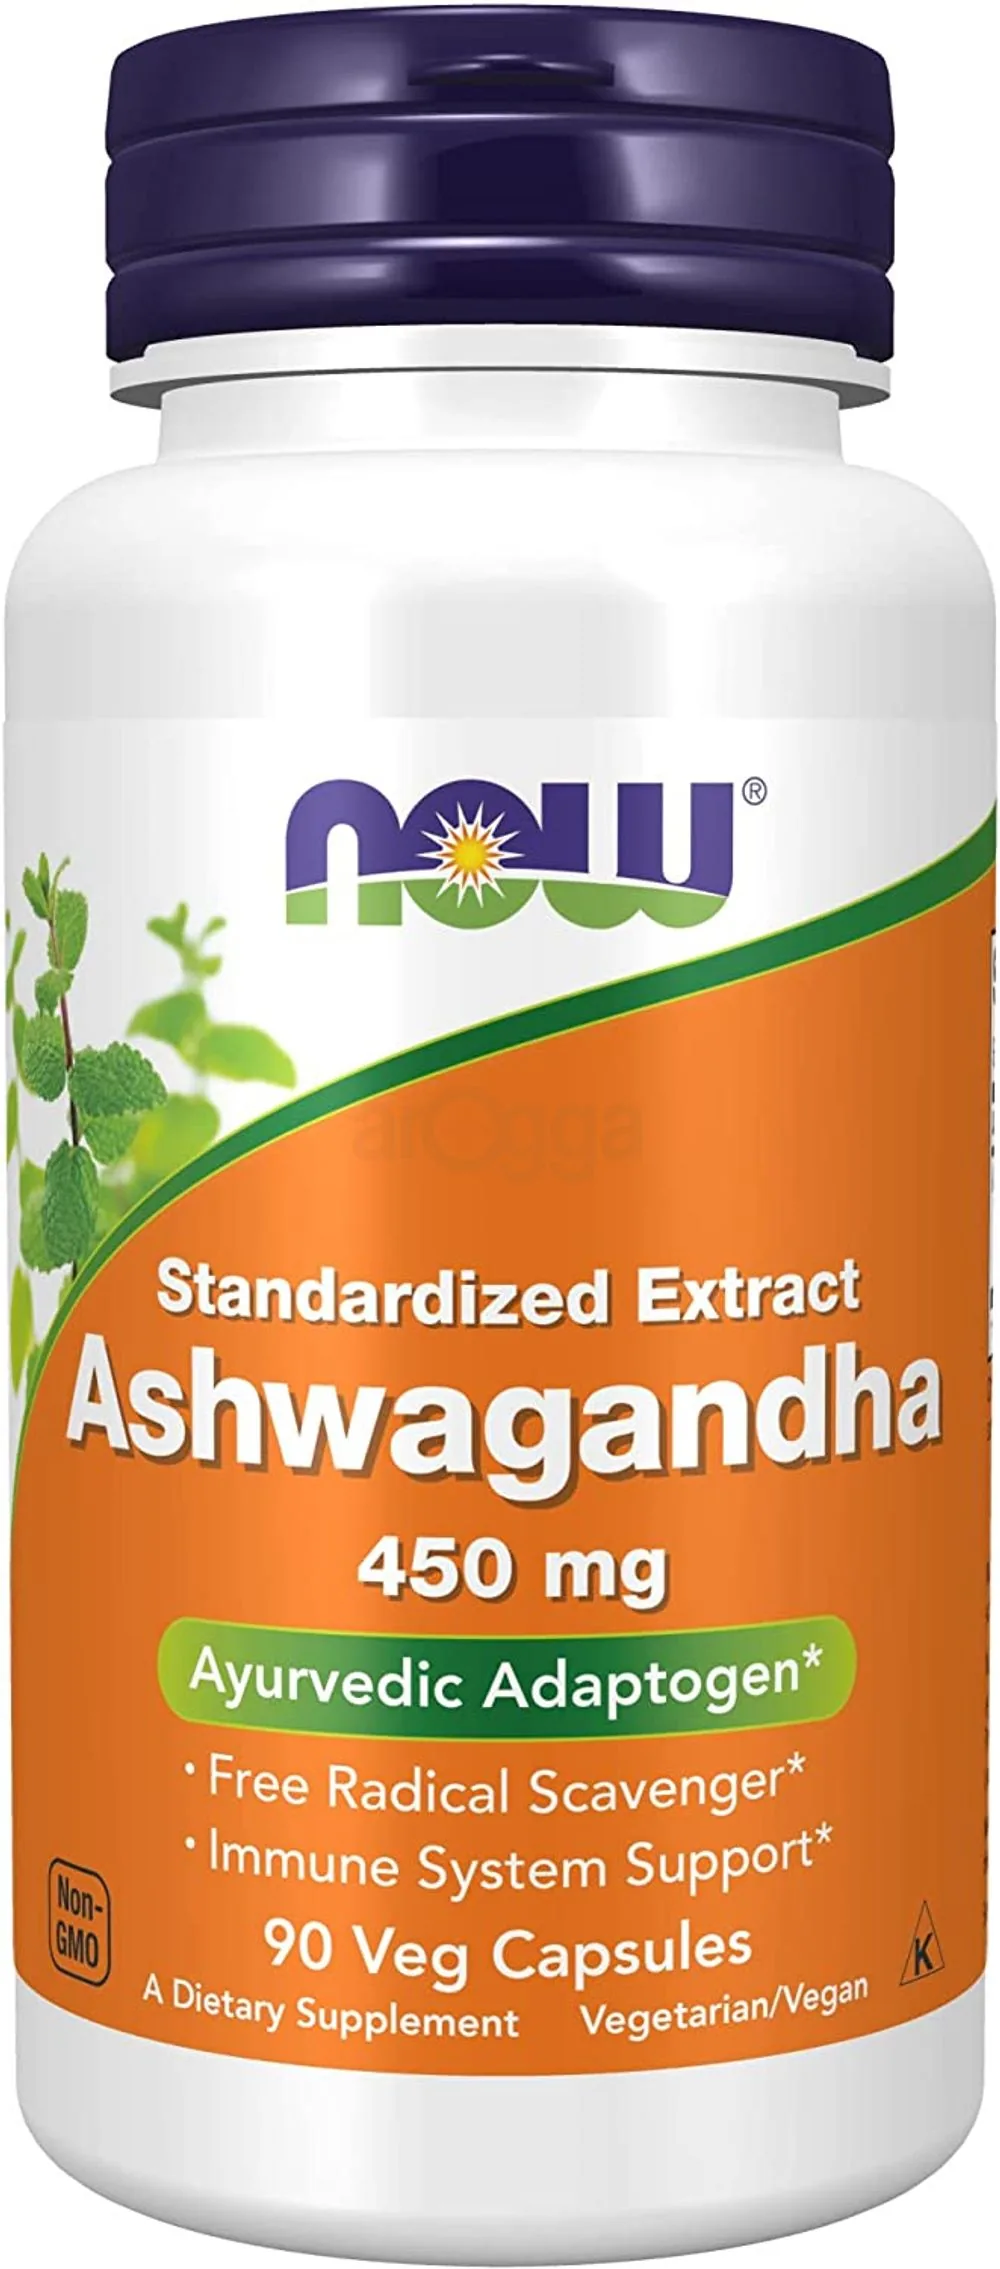 NOW®
arogga
Standardized Extract
Ashwagandha
450 mg
Ayurvedic Adaptogen*
• Free Radical Scavenger*
• Immune System Support*
Non-
GMO
90 Veg Capsules
K
A Dietary Supplement Vegetarian/Vegan